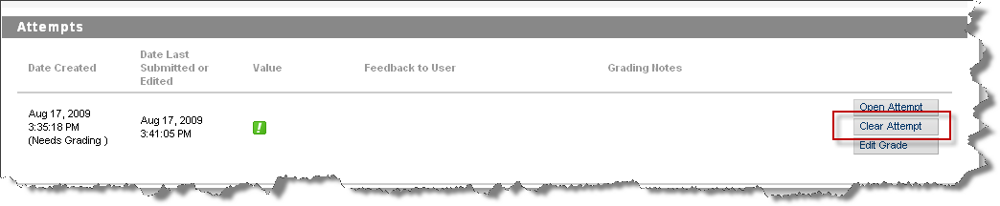 Attempts
Date Created
Date Last
Submitted or
Edited
Value
Feedback to User
Grading Notes
Aug 17, 2009
3:35:18 PM
(Needs Grading )
Aug 17, 2009
3:41:05 PM
!
Open Attempt
Clear Attempt
Edit Grade